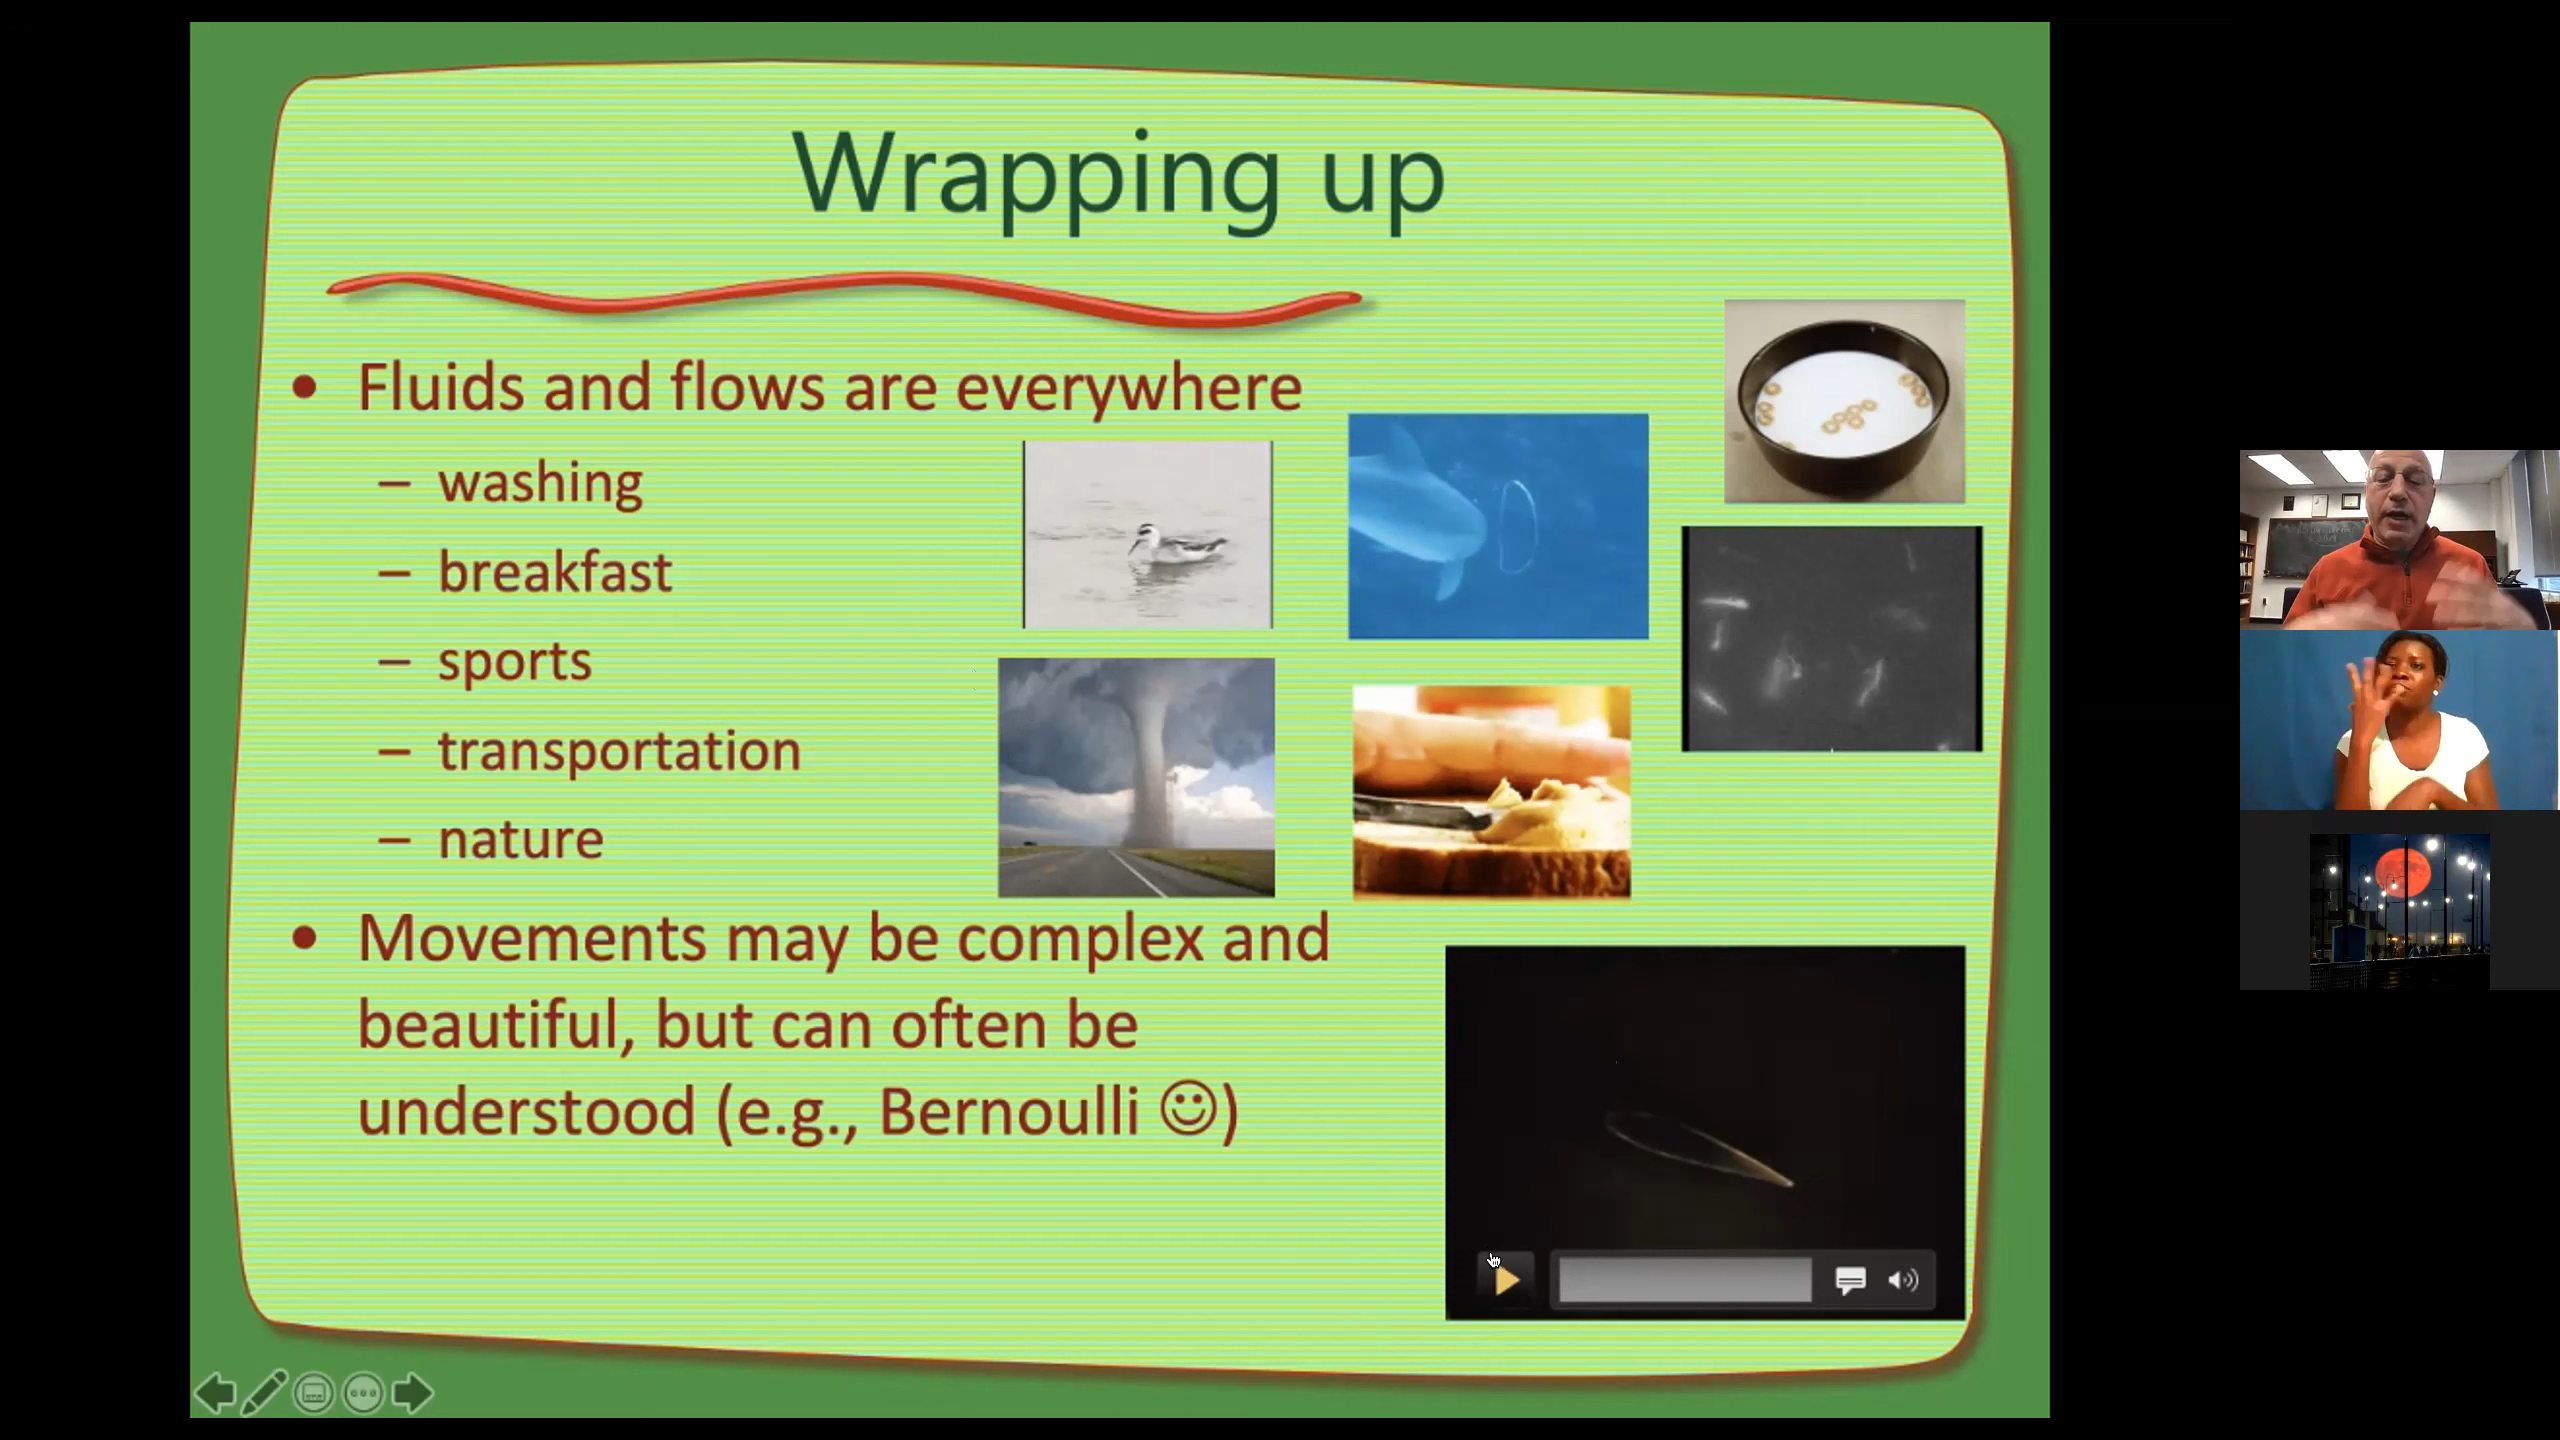 Wrapping up
• Fluids and flows are everywhere
– washing
– breakfast
– sports
– transportation
– nature
• Movements may be complex and
beautiful, but can often be
understood (e.g., Bernoulli ☺)